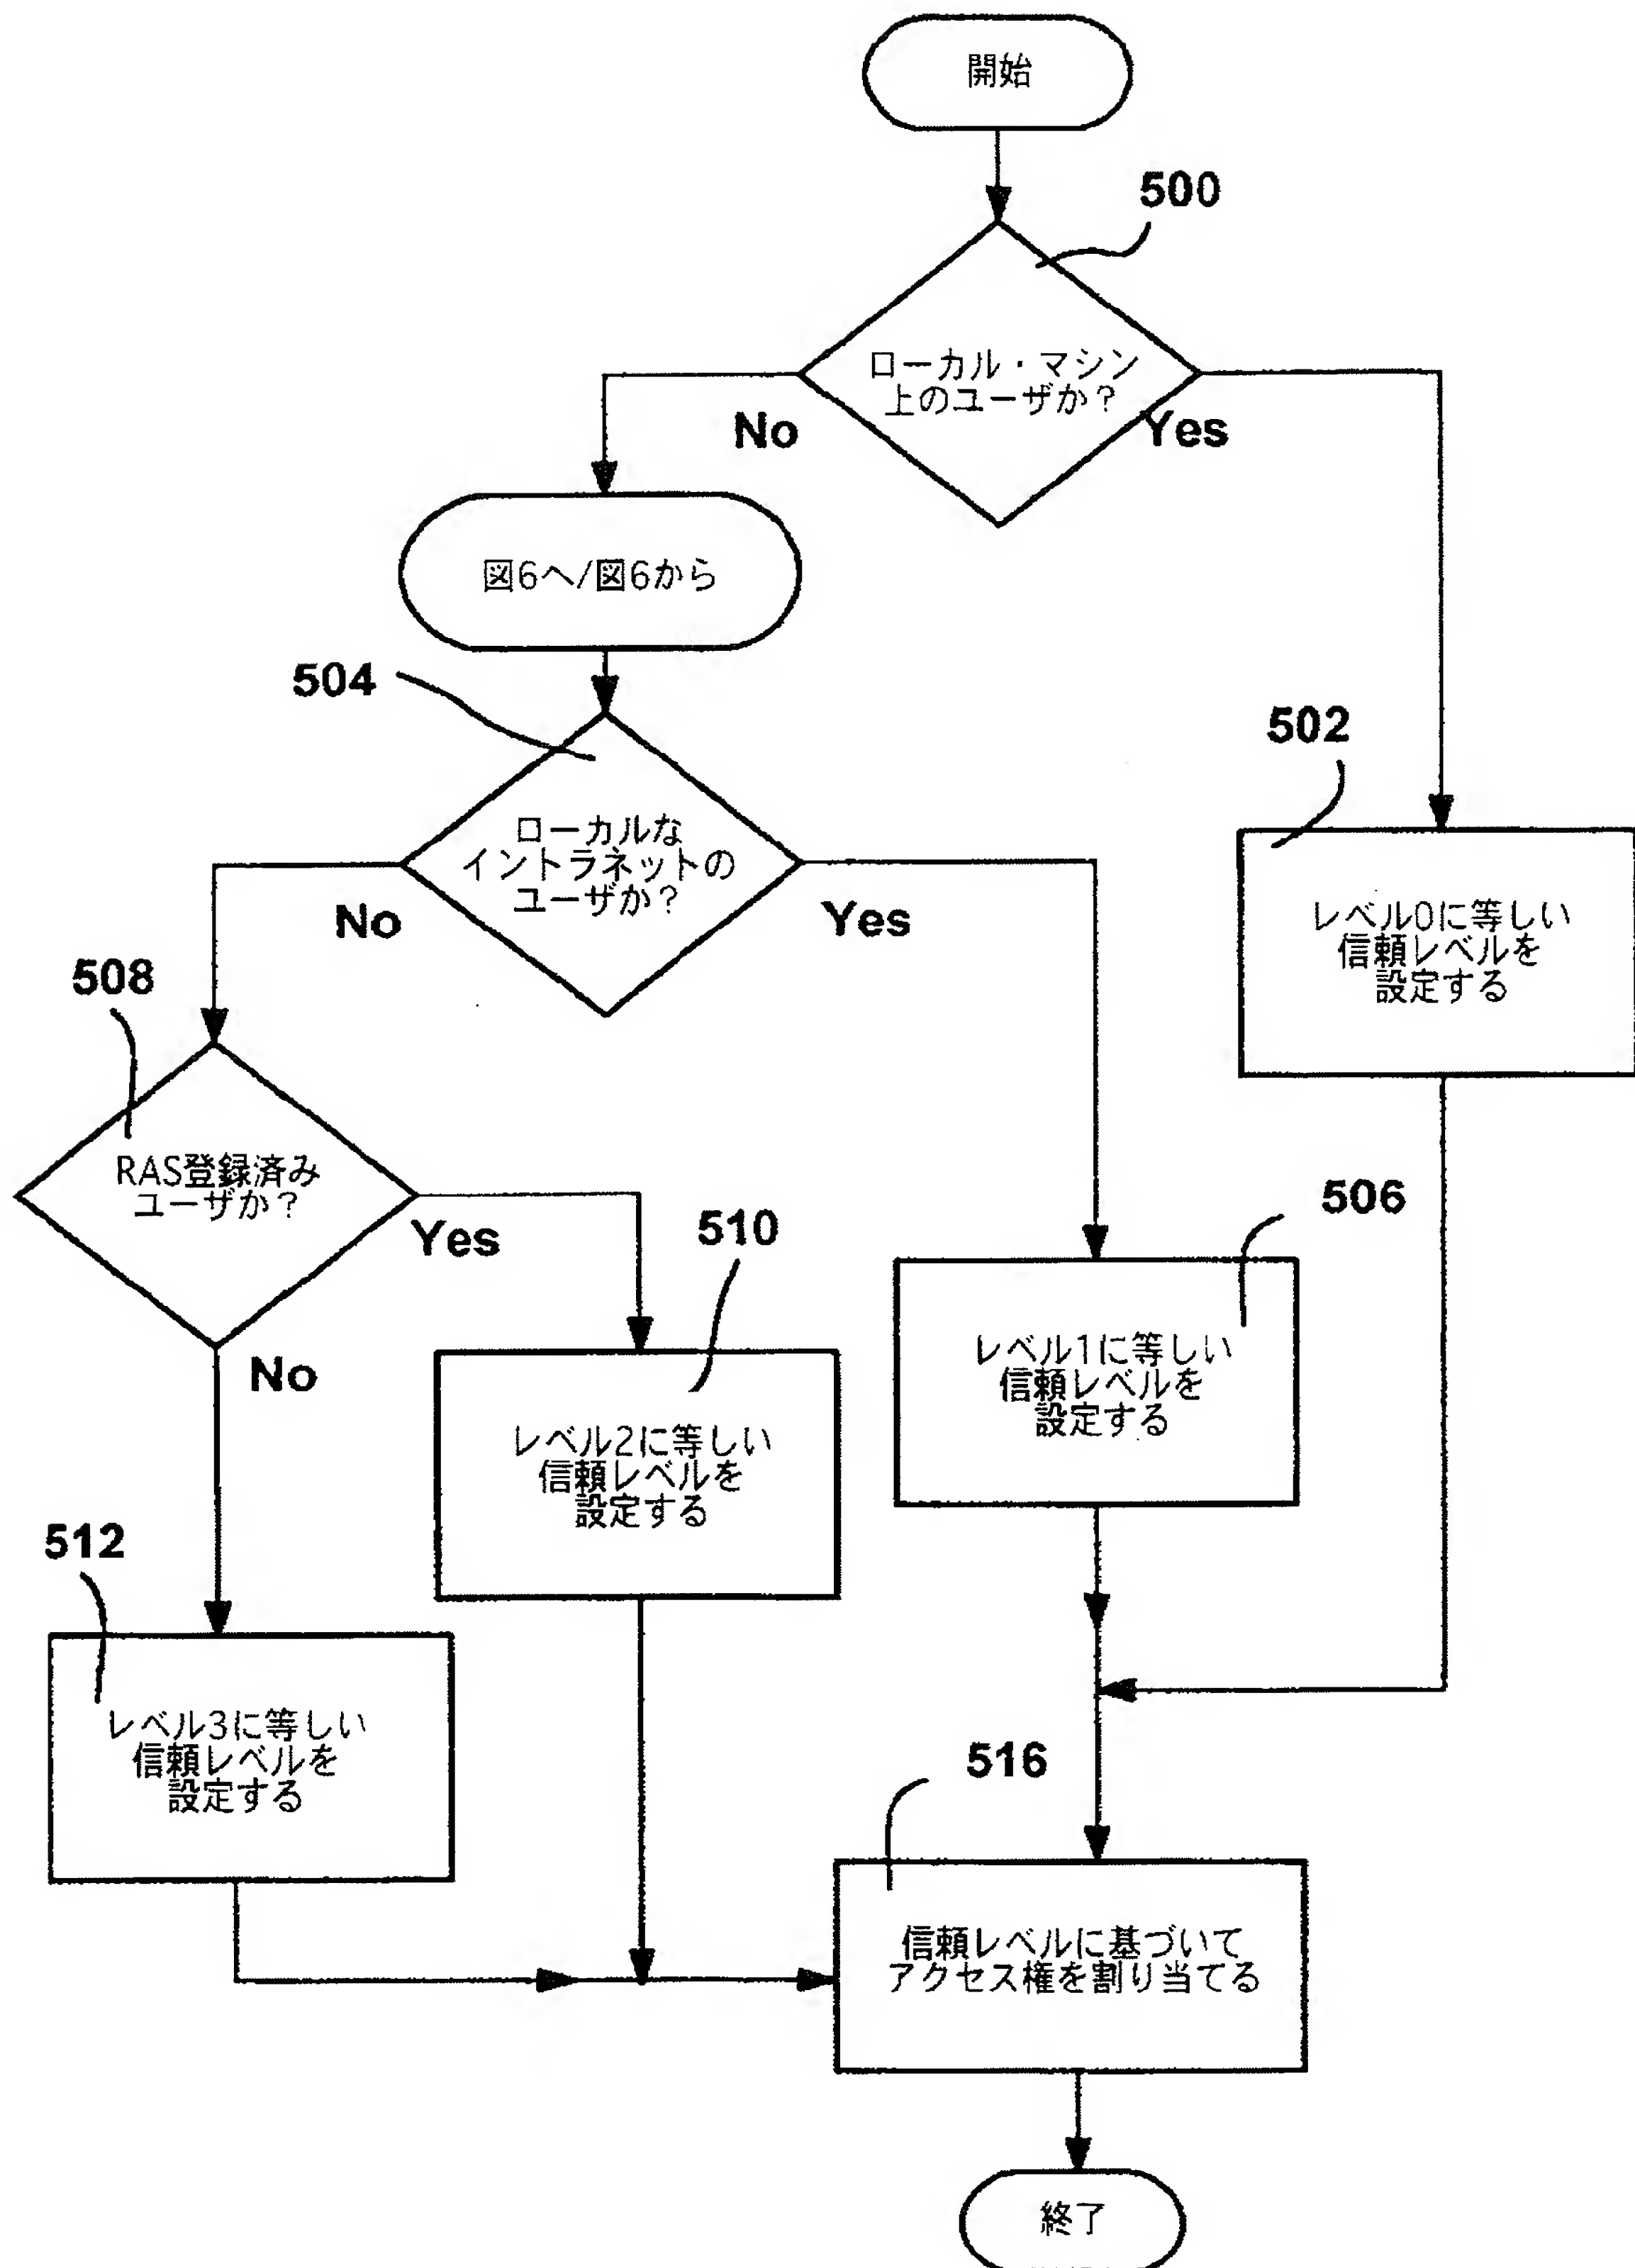 開始
500
ローカル・マシン
上のユーザか?
No
Yes
図6へ/図6から
504
502
ローカルな
イントラネットの
ユーザか?
No
Yes
レベル0に等しい
信頼レベルを
設定する
508
RAS登録済み
ユーザか?
Yes
510
506
No
レベル1に等しい
信頼レベルを
設定する
レベル2に等しい
信頼レベルを
設定する
512
レベル3に等しい
信頼レベルを
設定する
516
信頼レベルに基づいて
アクセス権を割り当てる
終了